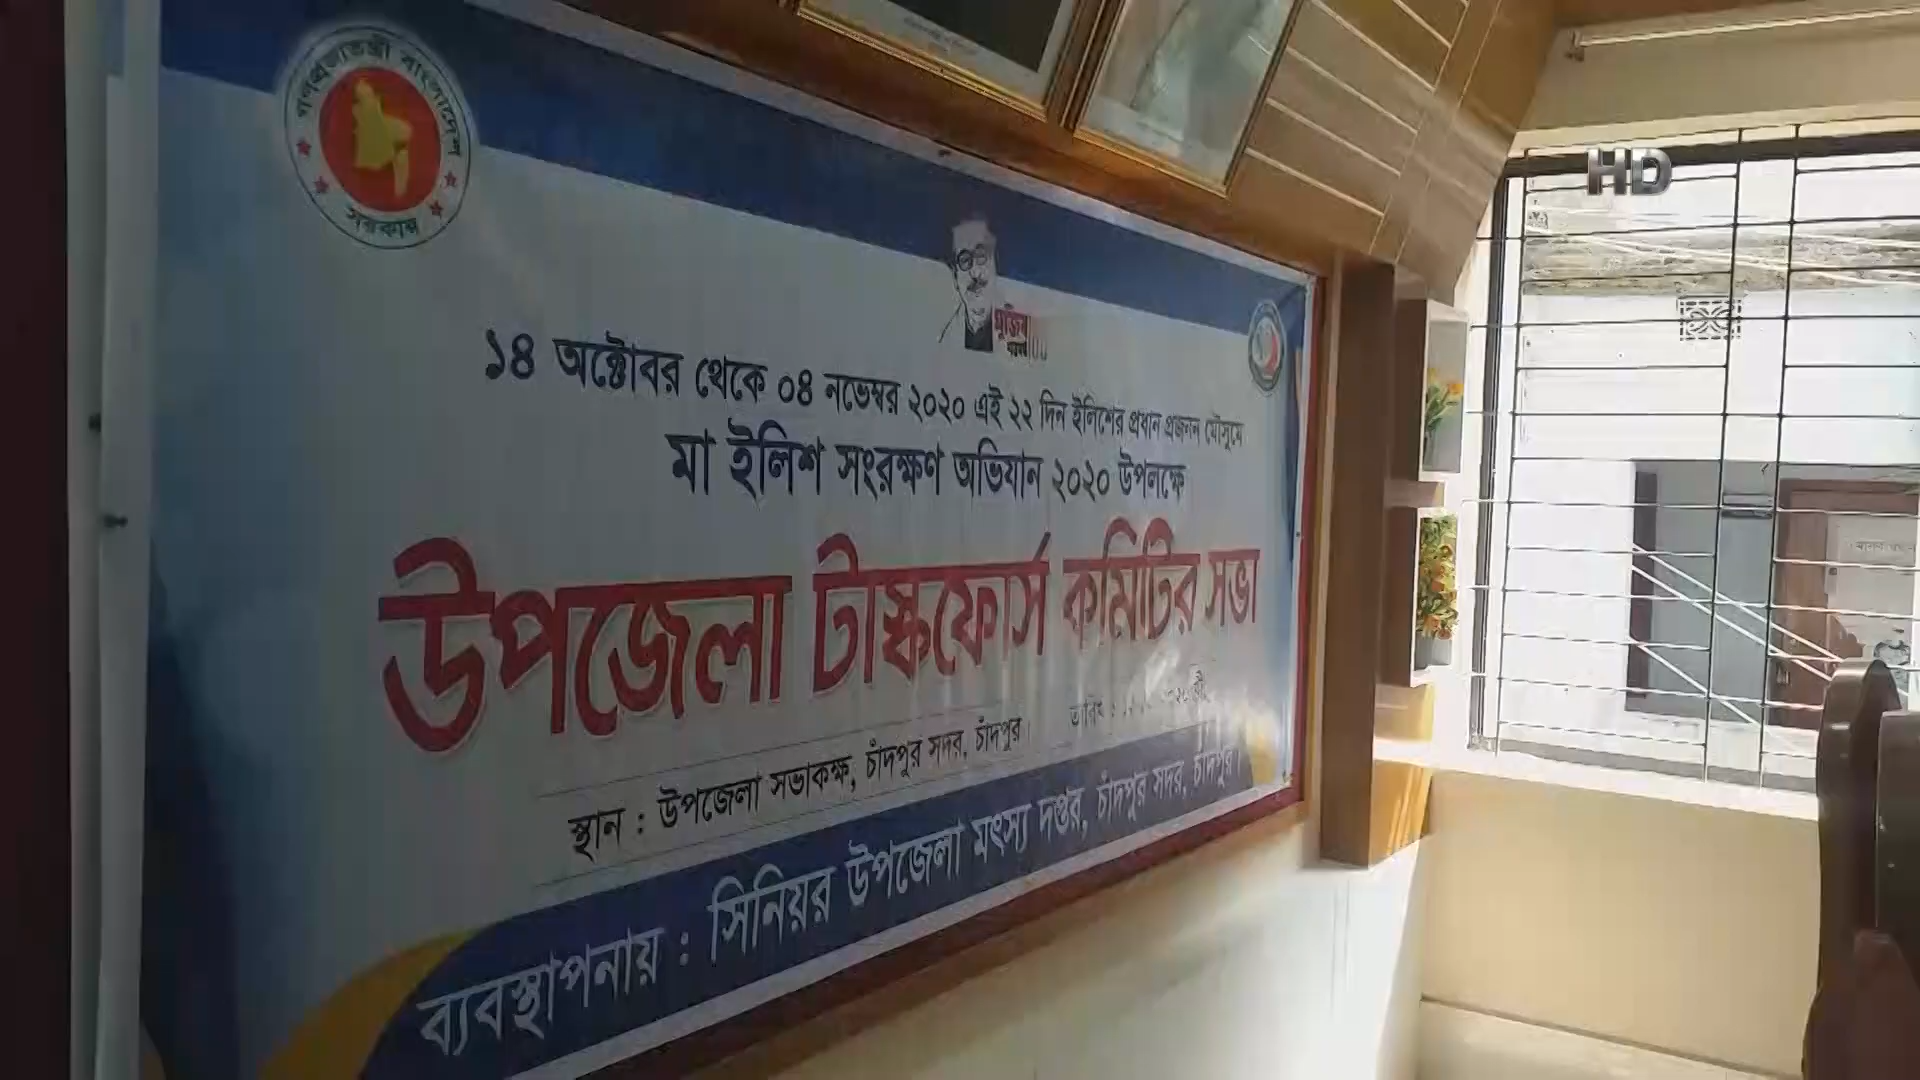 HD
গণপ্রজাতন্ত্রী বাংলাদেশ
সরকার
মুজিব
শতবর্ষ 100
১৪ অক্টোবর থেকে ০৪ নভেম্বর ২০২০ এই ২২ দিন ইলিশের প্রধান প্রজনন মৌসুমে
মা ইলিশ সংরক্ষণ অভিযান ২০২০ উপলক্ষে
উপজেলা টাস্কফোর্স কমিটির সভা
স্থান : উপজেলা সভাকক্ষ, চাঁদপুর সদর, চাঁদপুর। তারিখ :
ব্যবস্থাপনায় : সিনিয়র উপজেলা মৎস্য দপ্তর, চাঁদপুর সদর, চাঁদপুর।